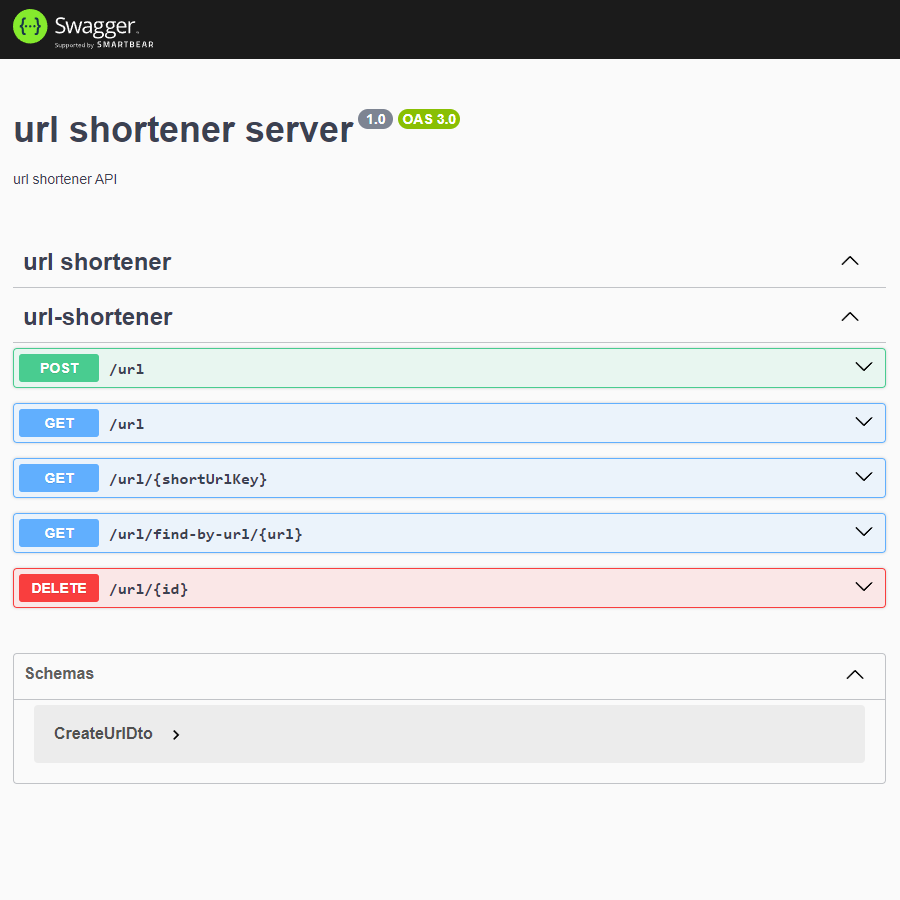 {··}
Swagger
Supported by SMARTBEAR
url shortener server 1.0 OAS 3.0
url shortener API
url shortener
url-shortener
POST /url
GET /url
GET /url/{shortUrlKey}
GET /url/find-by-url/{url}
DELETE /url/{id}
Schemas
CreateUrlDto